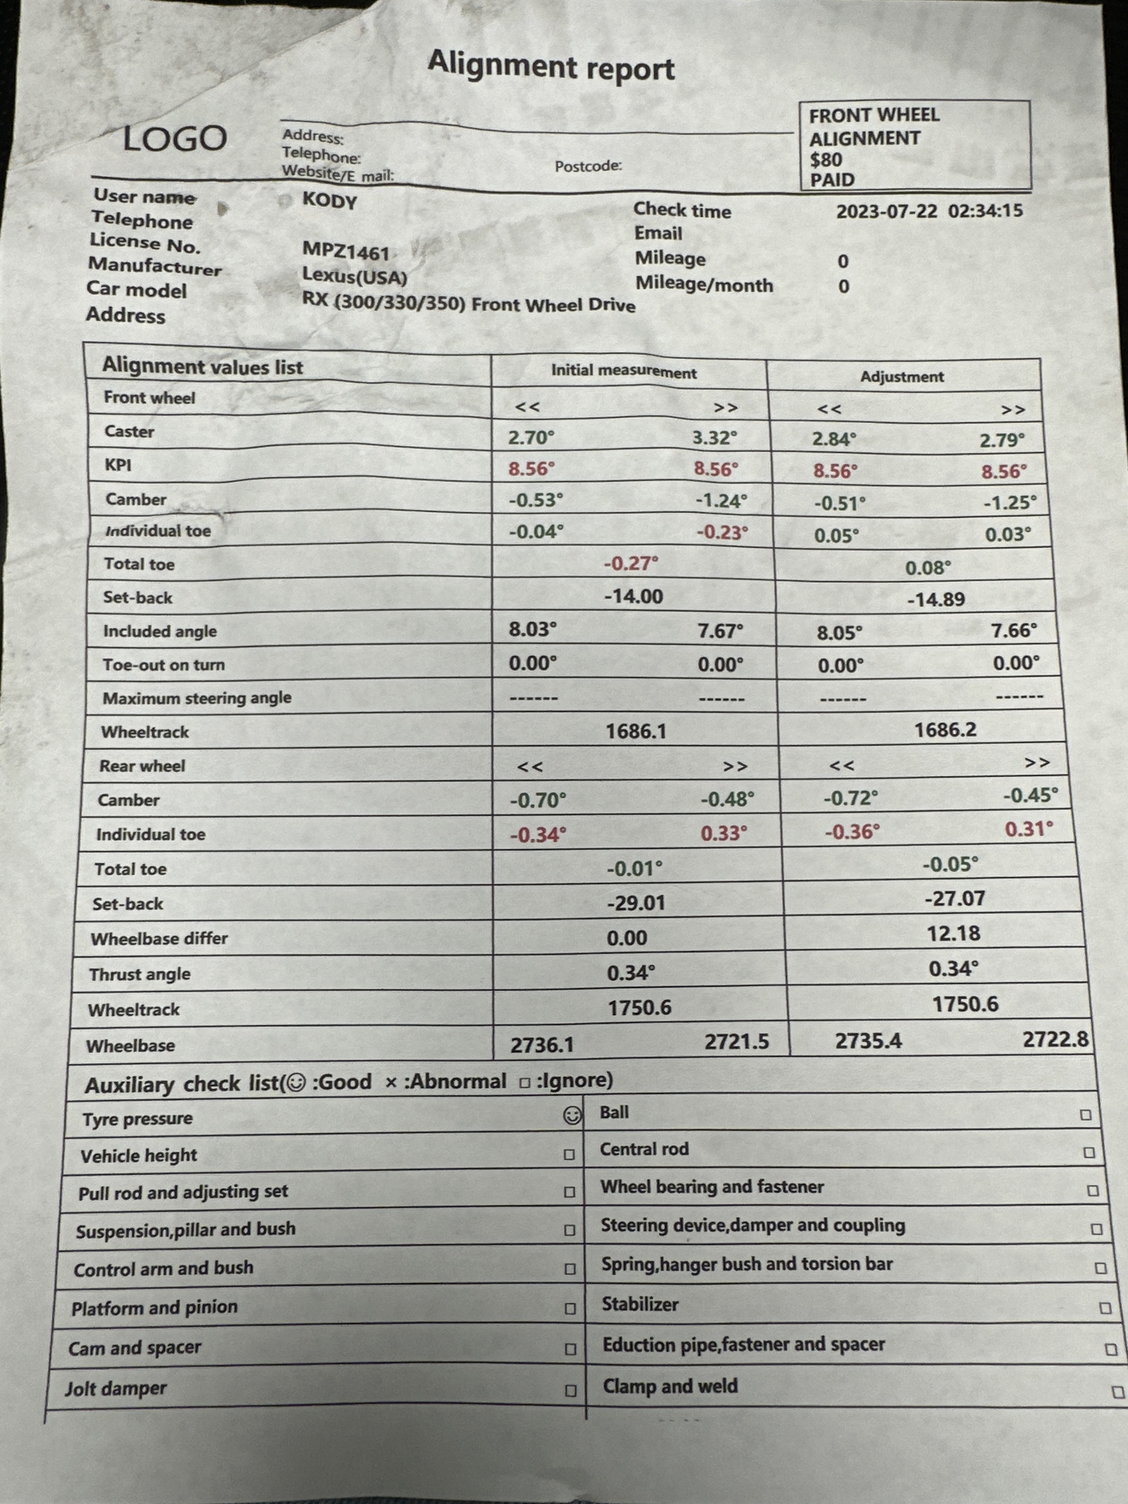 Alignment report
LOGO
Address:
Telephone:
Website/E mail:
Postcode:
FRONT WHEEL
ALIGNMENT
$80
PAID
User name KODY
Telephone
License No. MPZ1461
Manufacturer Lexus(USA)
Car model RX (300/330/350) Front Wheel Drive
Address
Check time 2023-07-22 02:34:15
Email
Mileage 0
Mileage/month 0
Alignment values list Initial measurement Adjustment
Front wheel << >> << >>
Caster 2.70° 3.32° 2.84° 2.79°
KPI 8.56° 8.56° 8.56° 8.56°
Camber -0.53° -1.24° -0.51° -1.25°
Individual toe -0.04° -0.23° 0.05° 0.03°
Total toe -0.27° 0.08°
Set-back -14.00 -14.89
Included angle 8.03° 7.67° 8.05° 7.66°
Toe-out on turn 0.00° 0.00° 0.00° 0.00°
Maximum steering angle ------ ------ ------ ------
Wheeltrack 1686.1 1686.2
Rear wheel << >> << >>
Camber -0.70° -0.48° -0.72° -0.45°
Individual toe -0.34° 0.33° -0.36° 0.31°
Total toe -0.01° -0.05°
Set-back -29.01 -27.07
Wheelbase differ 0.00 12.18
Thrust angle 0.34° 0.34°
Wheeltrack 1750.6 1750.6
Wheelbase 2736.1 2721.5 2735.4 2722.8
Auxiliary check list(☺ :Good × :Abnormal □ :Ignore)
Tyre pressure ☺ Ball □
Vehicle height □ Central rod □
Pull rod and adjusting set □ Wheel bearing and fastener □
Suspension,pillar and bush □ Steering device,damper and coupling □
Control arm and bush □ Spring,hanger bush and torsion bar □
Platform and pinion □ Stabilizer □
Cam and spacer □ Eduction pipe,fastener and spacer □
Jolt damper □ Clamp and weld □